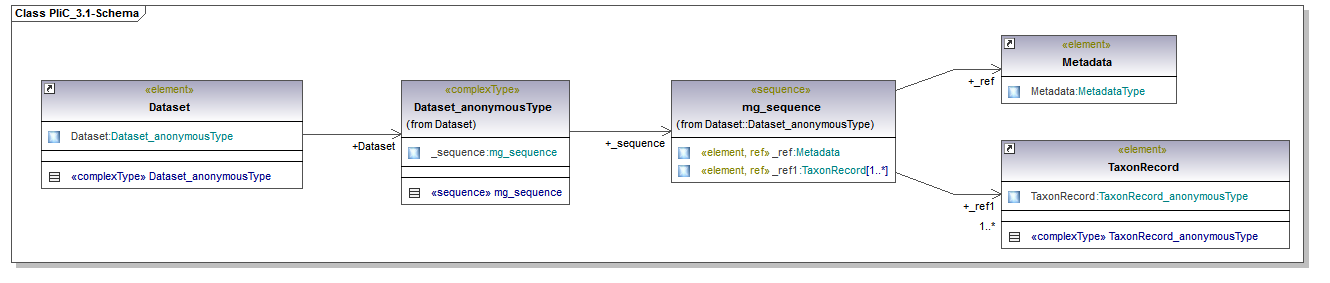 Class PliC_3.1-Schema
«element»
Dataset
Dataset:Dataset_anonymousType
«complexType» Dataset_anonymousType
+Dataset
«complexType»
Dataset_anonymousType
(from Dataset)
_sequence:mg_sequence
«sequence» mg_sequence
+_sequence
«sequence»
mg_sequence
(from Dataset::Dataset_anonymousType)
«element, ref» _ref:Metadata
«element, ref» _ref1:TaxonRecord[1..*]
+_ref
«element»
Metadata
Metadata:MetadataType
+_ref1
1..*
«element»
TaxonRecord
TaxonRecord:TaxonRecord_anonymousType
«complexType» TaxonRecord_anonymousType